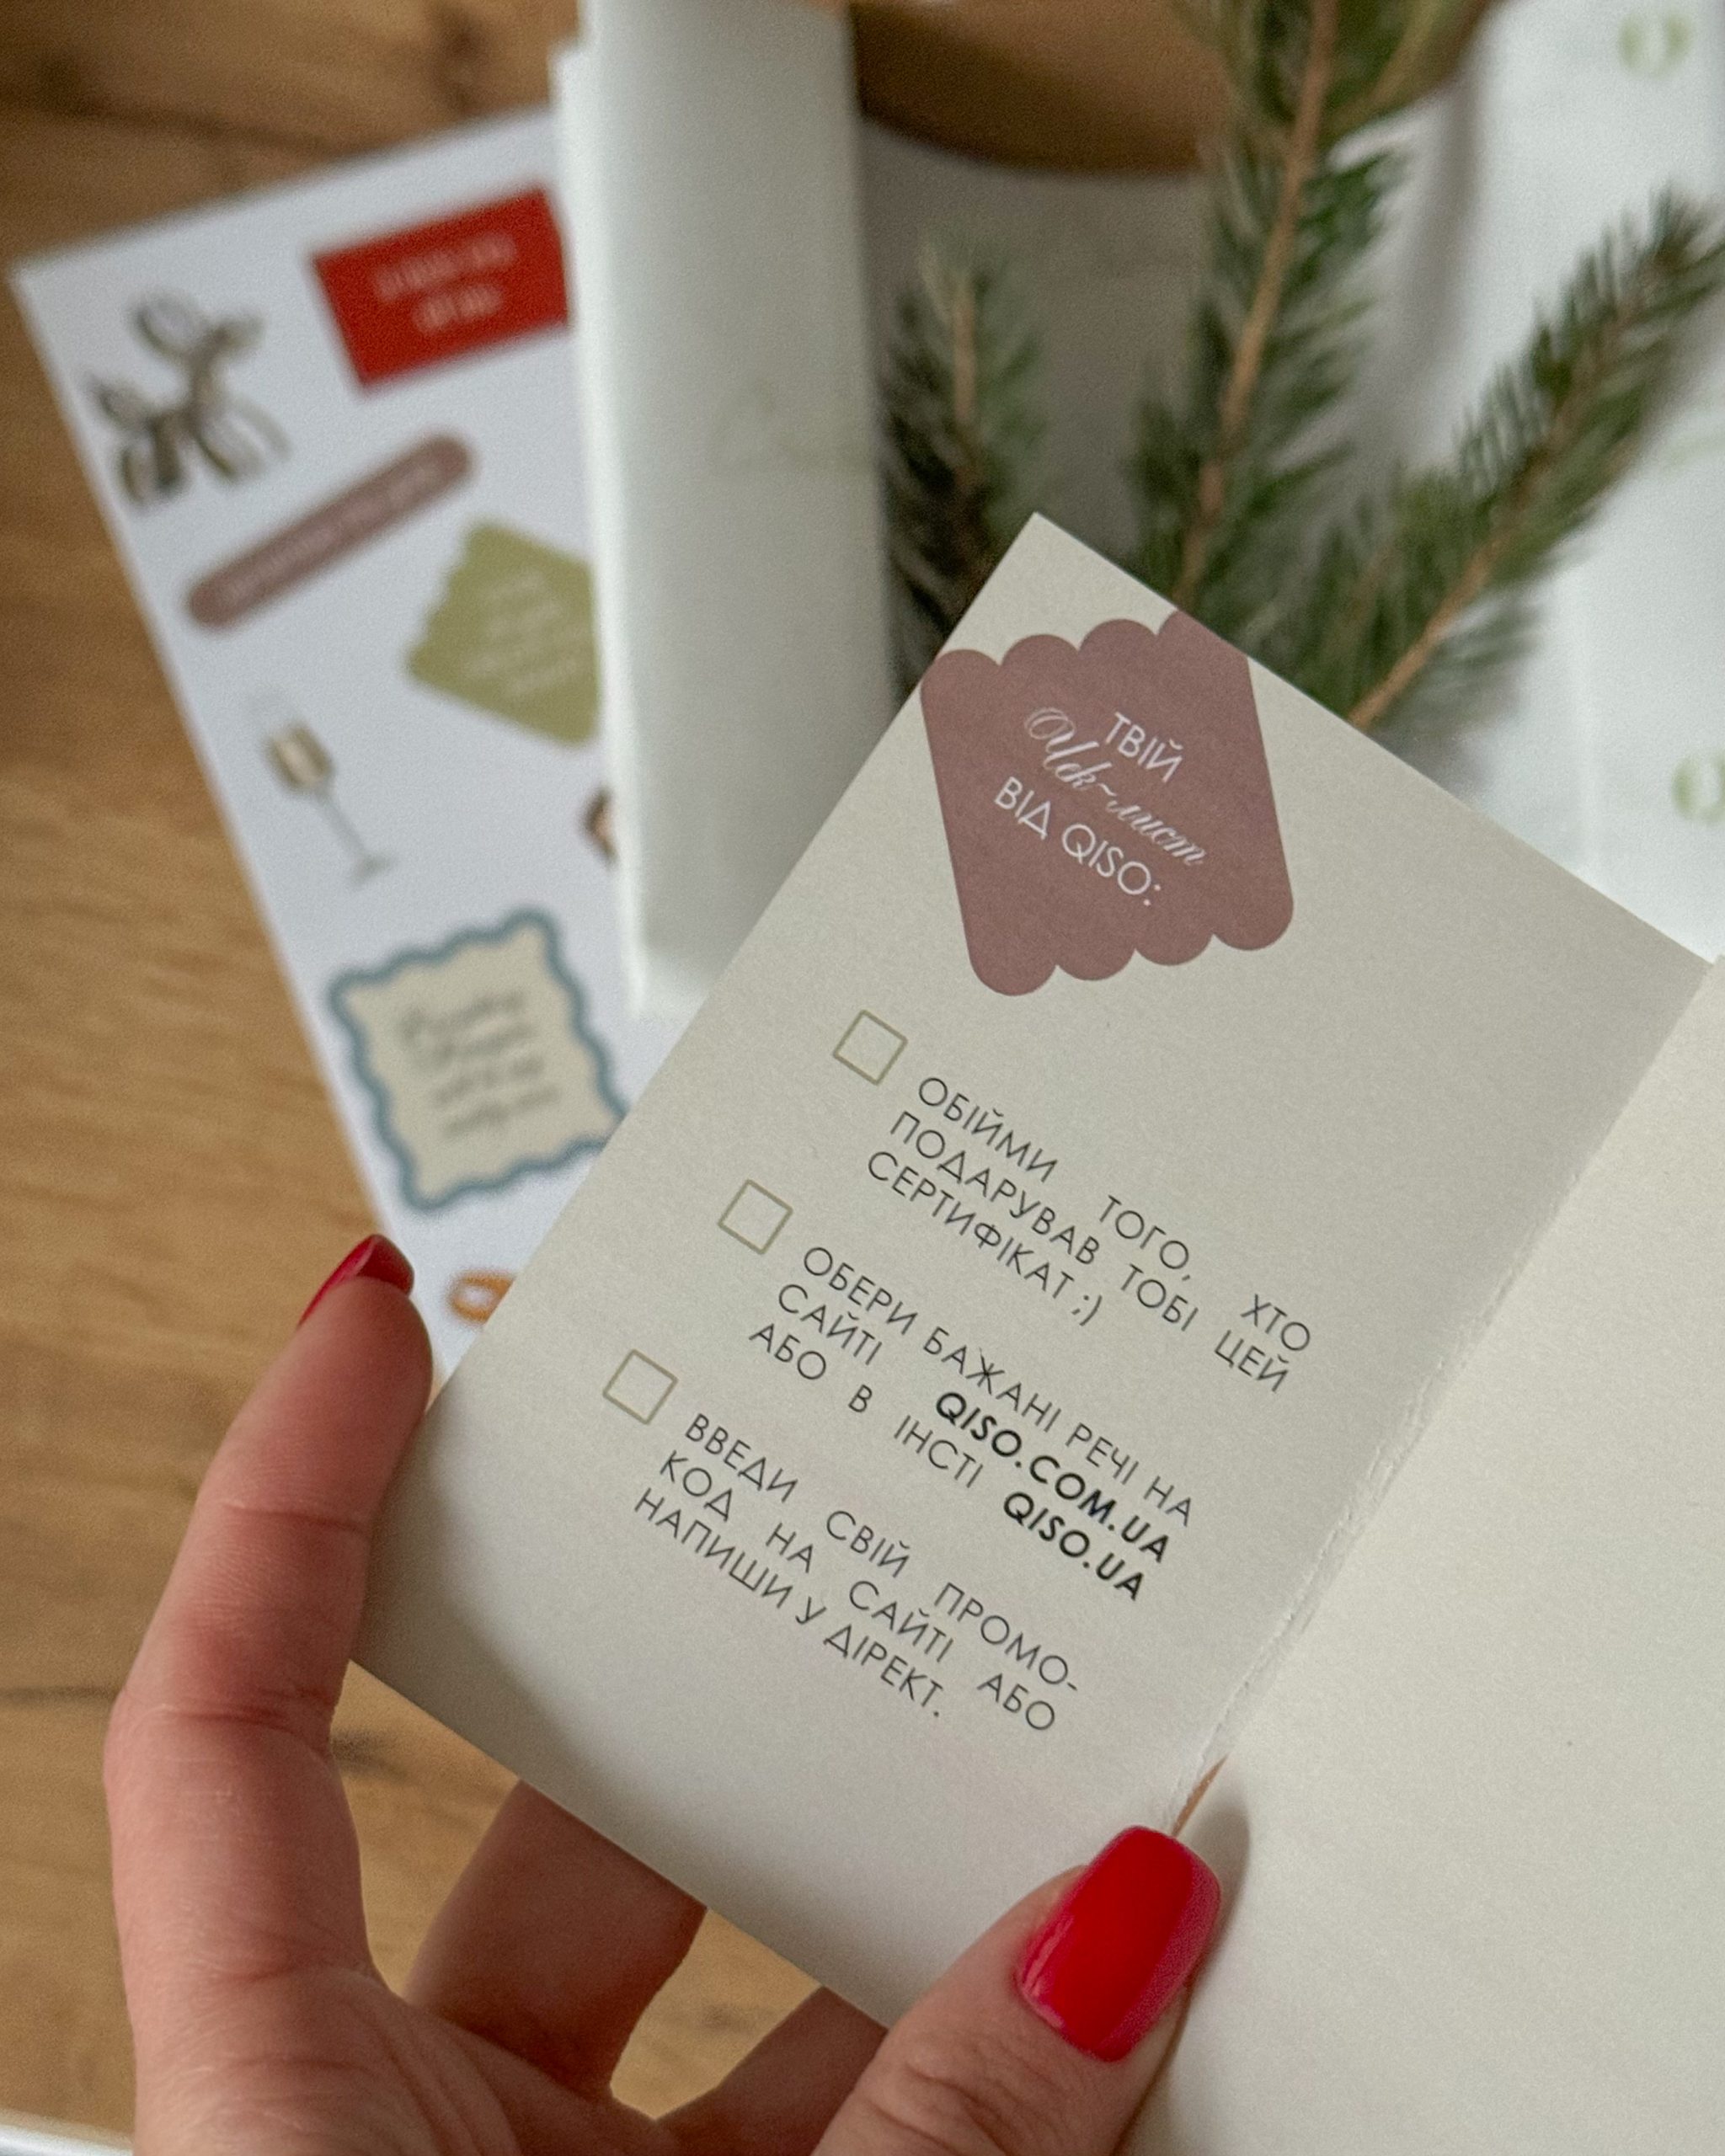 ТВІЙ
Чек-лист
ВІД QISO:
ОБІЙМИ ТОГО, ХТО
ПОДАРУВАВ ТОБІ ЦЕЙ
СЕРТИФІКАТ ;)
ОБЕРИ БАЖАНІ РЕЧІ НА
САЙТІ QISO.COM.UA
АБО В ІНСТІ QISO.UA
ВВЕДИ СВІЙ ПРОМО-
КОД НА САЙТІ АБО
НАПИШИ У ДІРЕКТ.